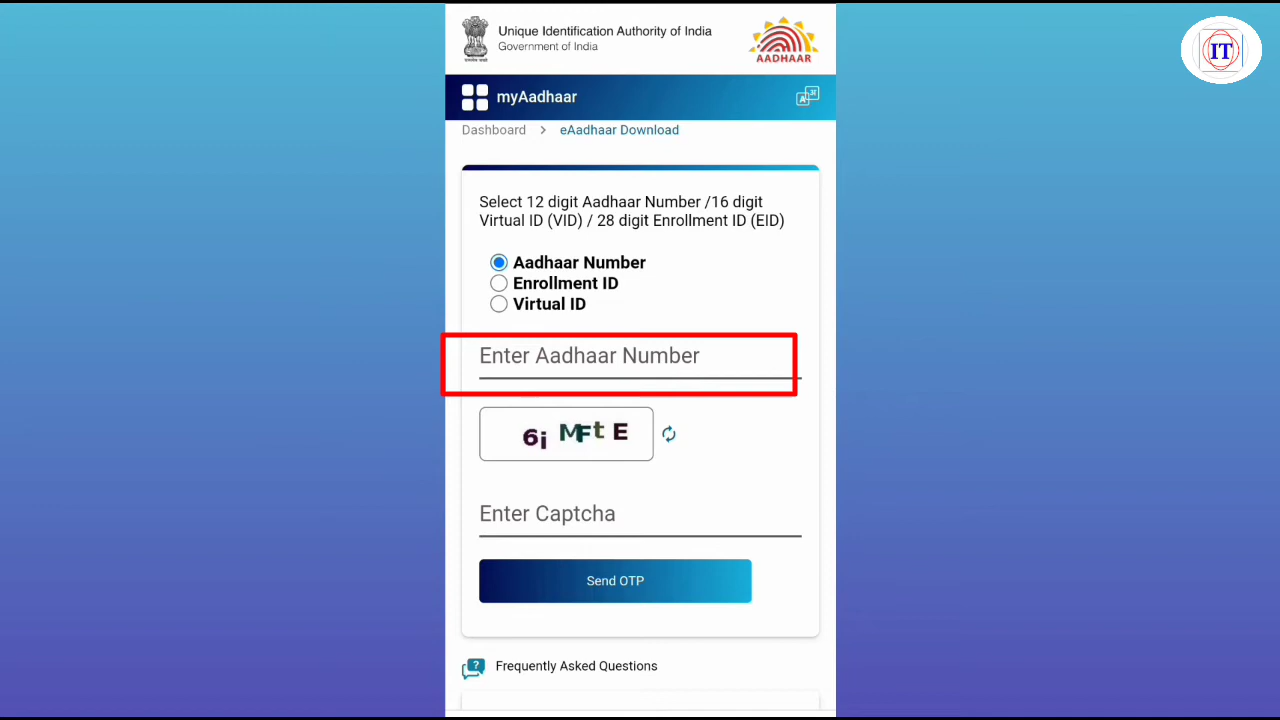 Unique Identification Authority of India
Government of India
AADHAAR
IT
myAadhaar
Dashboard > eAadhaar Download
Select 12 digit Aadhaar Number /16 digit
Virtual ID (VID) / 28 digit Enrollment ID (EID)
Aadhaar Number
Enrollment ID
Virtual ID
Enter Aadhaar Number
6iMFtE
Enter Captcha
Send OTP
Frequently Asked Questions